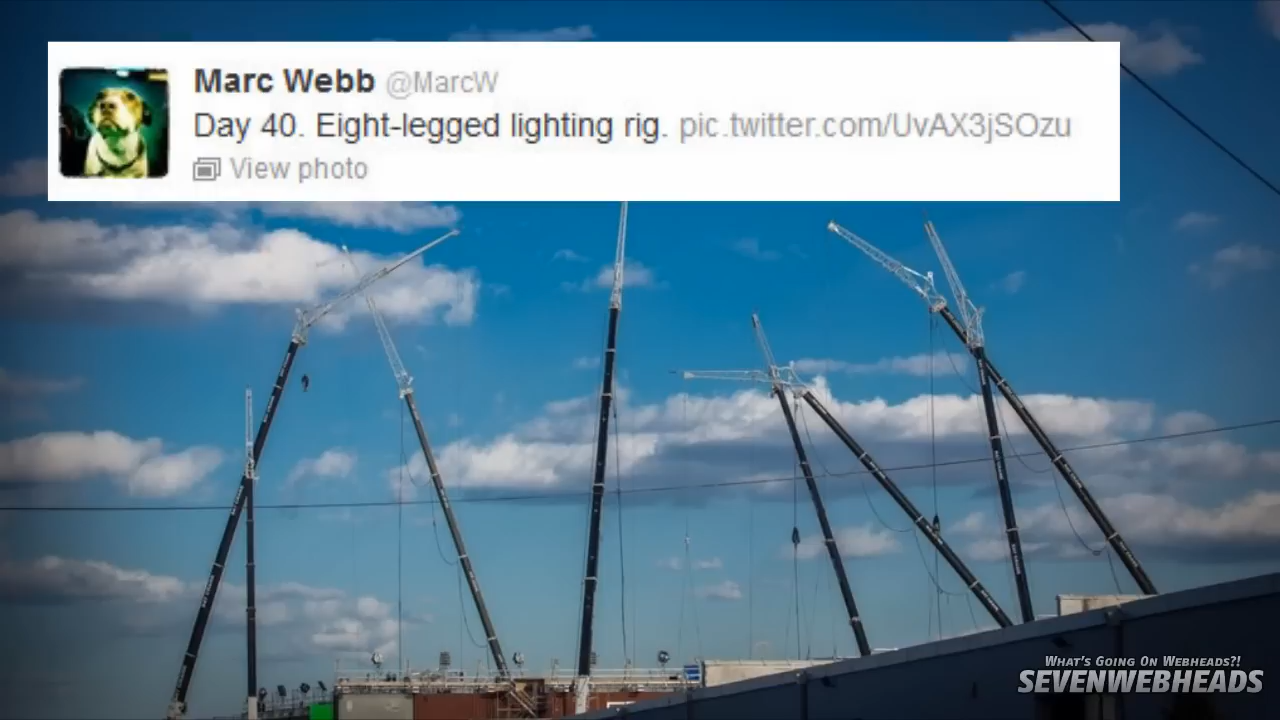 Marc Webb @MarcW
Day 40. Eight-legged lighting rig. pic.twitter.com/UvAX3jSOzu
View photo
What's Going On Webheads?!
SEVENWEBHEADS